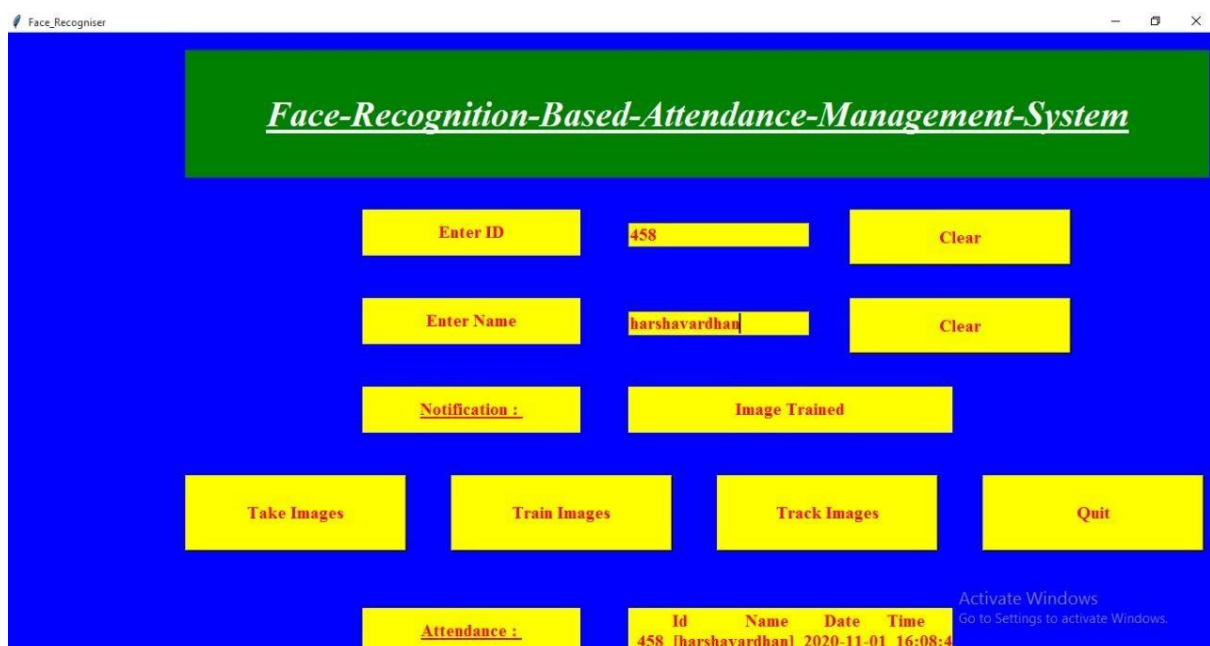 Face_Recogniser
Face-Recognition-Based-Attendance-Management-System
Enter ID 458 Clear
Enter Name harshavardhan Clear
Notification : Image Trained
Take Images Train Images Track Images Quit
Activate Windows
Go to Settings to activate Windows.
Attendance : Id Name Date Time
458 [harshavardhan] 2020-11-01 16:08:4